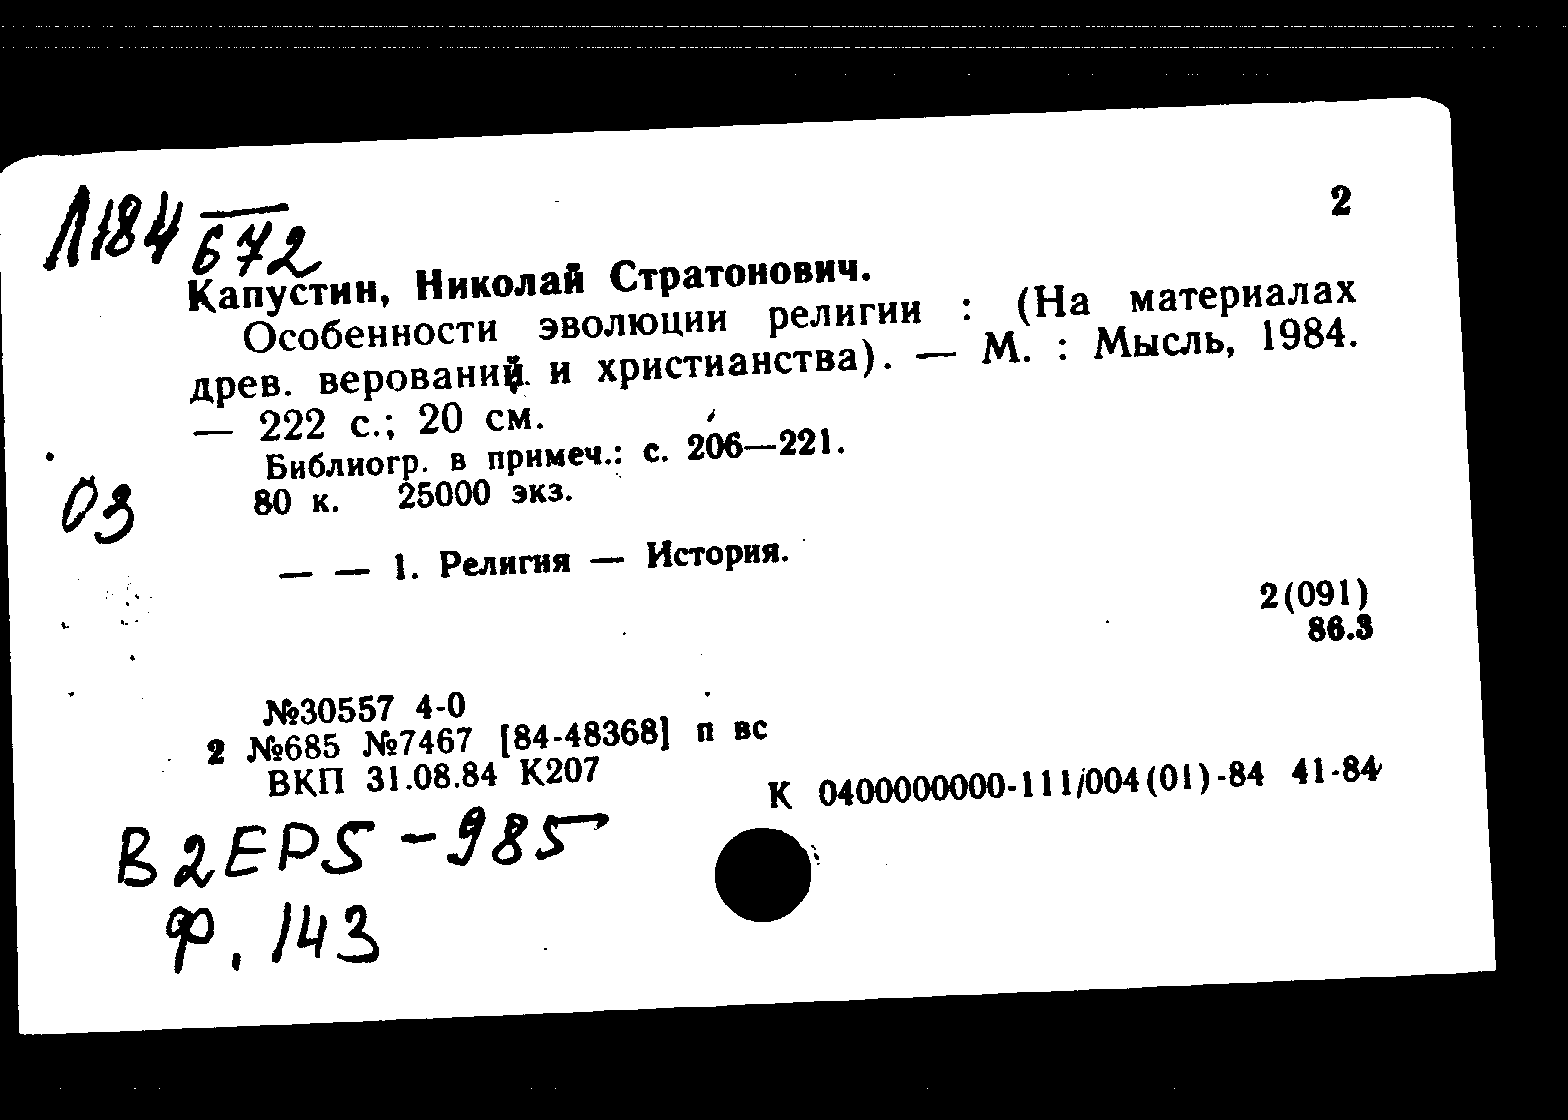 2
Л184
672
Капустин, Николай Стратонович.
Особенности эволюции религии : (На материалах
древ. верований и христианства). — М. : Мысль, 1984.
— 222 с.; 20 см.
Библиогр. в примеч.: с. 206—221.
03
80 к. 25000 экз.
— — 1. Религия — История.
2(091)
86.3
№30557 4-0
2 №685 №7467 [84-48368] п вс
ВКП 31.08.84 К207
К 0400000000-111/004(01)-84 41-84
В2ЕР5-985
Ф. 143